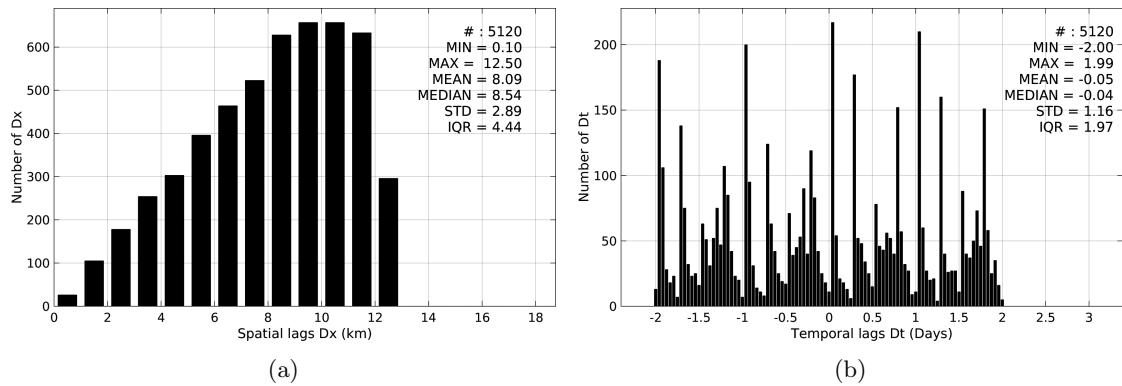 600
500
400
300
200
100
0
Number of Dx
# : 5120
MIN = 0.10
MAX = 12.50
MEAN = 8.09
MEDIAN = 8.54
STD = 2.89
IQR = 4.44
0 2 4 6 8 10 12 14 16 18
Spatial lags Dx (km)
(a)
200
150
100
50
0
Number of Dt
# : 5120
MIN = -2.00
MAX = 1.99
MEAN = -0.05
MEDIAN = -0.04
STD = 1.16
IQR = 1.97
-2 -1.5 -1 -0.5 0 0.5 1 1.5 2 2.5 3
Temporal lags Dt (Days)
(b)